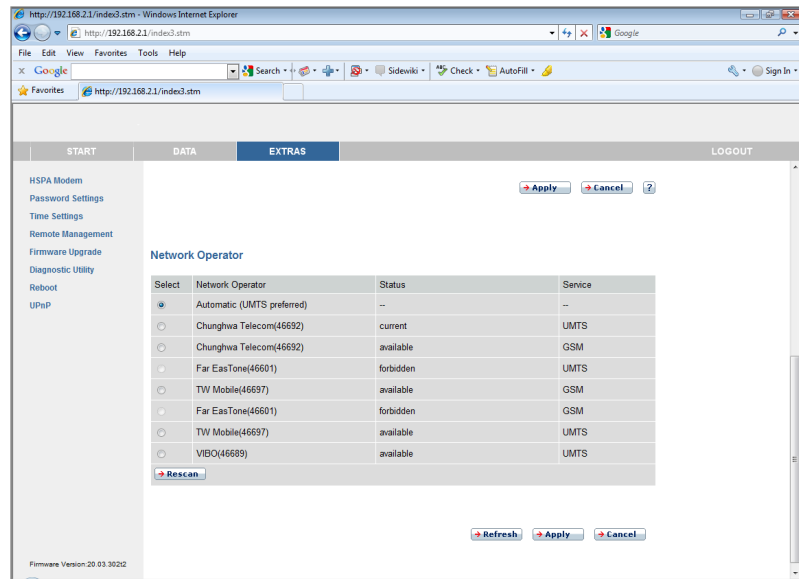 http://192.168.2.1/index3.stm - Windows Internet Explorer
http://192.168.2.1/index3.stm
Google
File Edit View Favorites Tools Help
x Google Search Sidewiki ABC Check AutoFill Sign In
Favorites http://192.168.2.1/index3.stm
START DATA EXTRAS LOGOUT
HSPA Modem
Password Settings
Time Settings
Remote Management
Firmware Upgrade
Diagnostic Utility
Reboot
UPnP
Apply Cancel ?
Network Operator
Select Network Operator Status Service
Automatic (UMTS preferred) -- --
Chunghwa Telecom(46692) current UMTS
Chunghwa Telecom(46692) available GSM
Far EasTone(46601) forbidden UMTS
TW Mobile(46697) available GSM
Far EasTone(46601) forbidden GSM
TW Mobile(46697) available UMTS
VIBO(46689) available UMTS
Rescan
Refresh Apply Cancel
Firmware Version:20.03.302t2